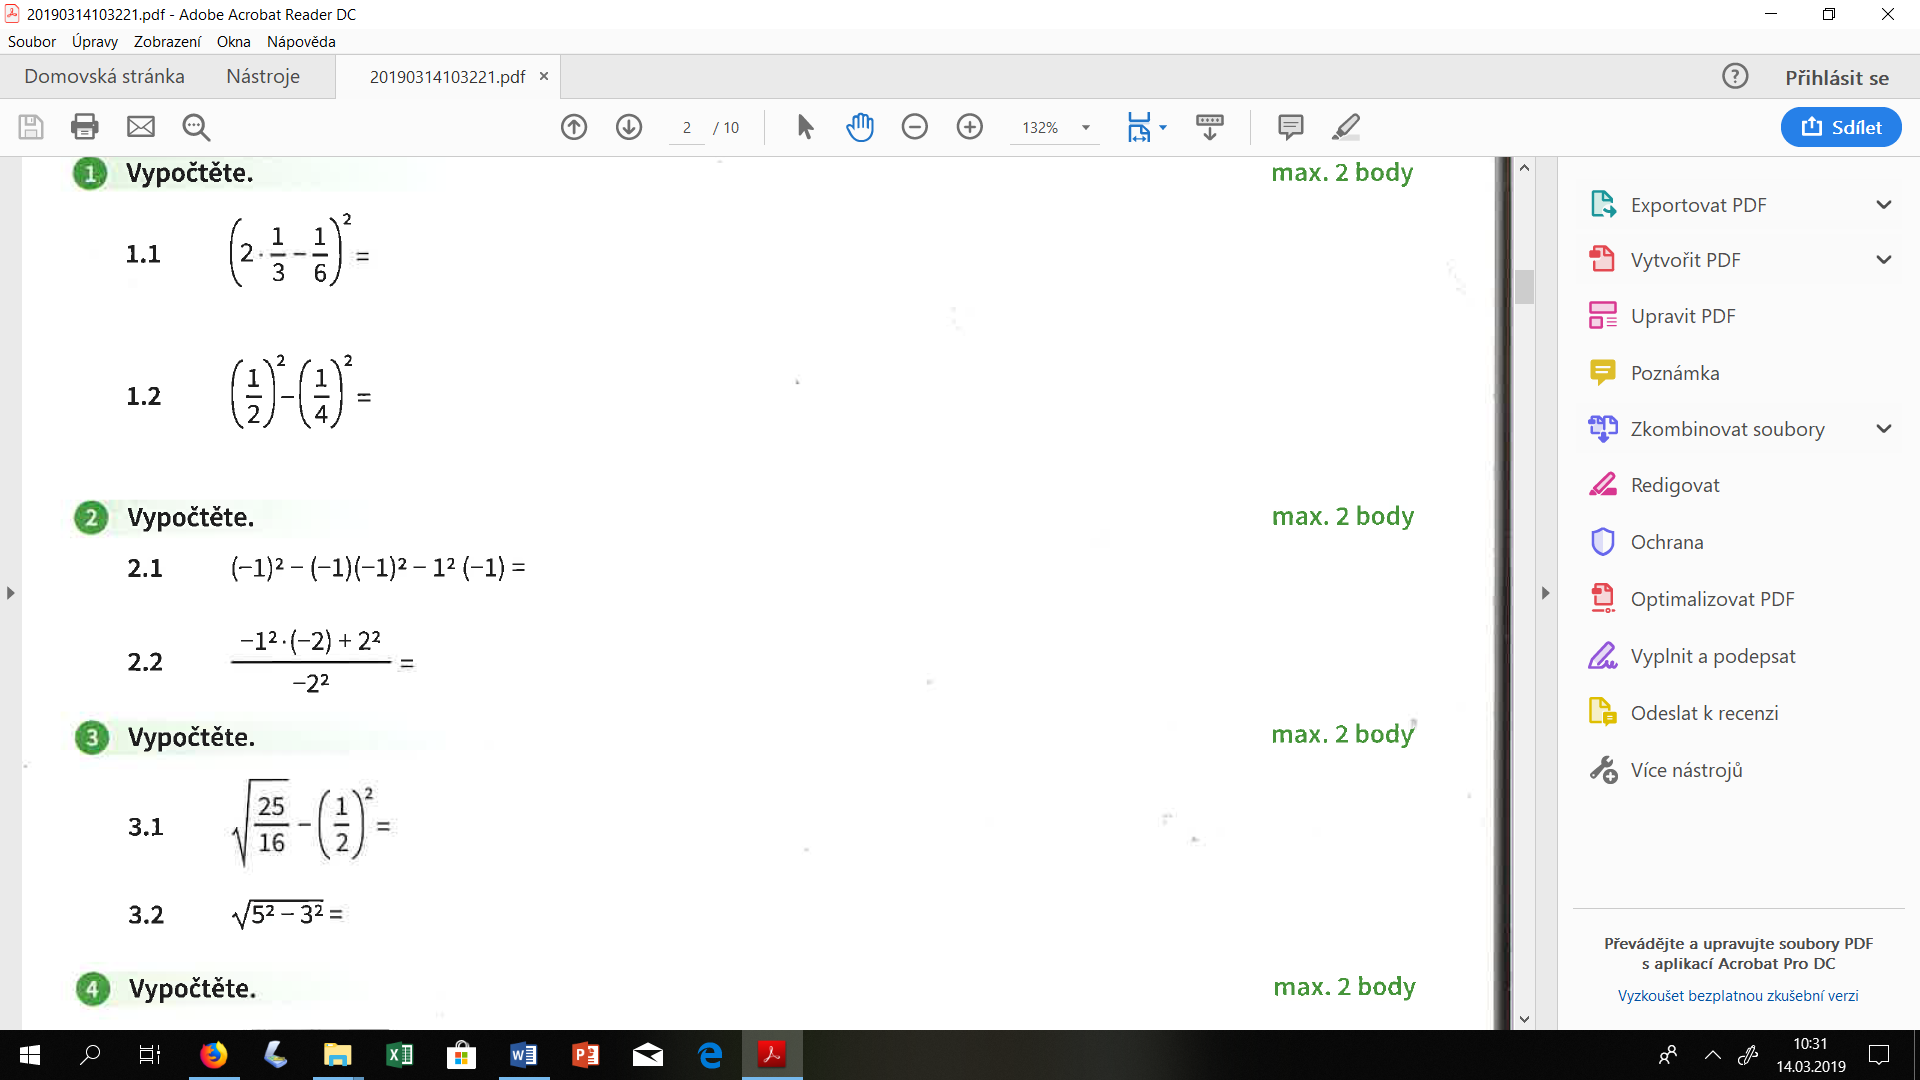 20190314103221.pdf - Adobe Acrobat Reader DC
Soubor Úpravy Zobrazení Okna Nápověda
Domovská stránka Nástroje 20190314103221.pdf × Přihlásit se
2 / 10 132% Sdílet
1 Vypočtěte. max. 2 body
1.1 (2 · 1/3 − 1/6)² =
1.2 (1/2)² − (1/4)² =
2 Vypočtěte. max. 2 body
2.1 (−1)² − (−1)(−1)² − 1² (−1) =
2.2 (−1² · (−2) + 2²)/(−2²) =
3 Vypočtěte. max. 2 body
3.1 √(25/16) − (1/2)² =
3.2 √(5² − 3²) =
4 Vypočtěte. max. 2 body
Exportovat PDF
Vytvořit PDF
Upravit PDF
Poznámka
Zkombinovat soubory
Redigovat
Ochrana
Optimalizovat PDF
Vyplnit a podepsat
Odeslat k recenzi
Více nástrojů
Převádějte a upravujte soubory PDF
s aplikací Acrobat Pro DC
Vyzkoušet bezplatnou zkušební verzi
10:31
14.03.2019